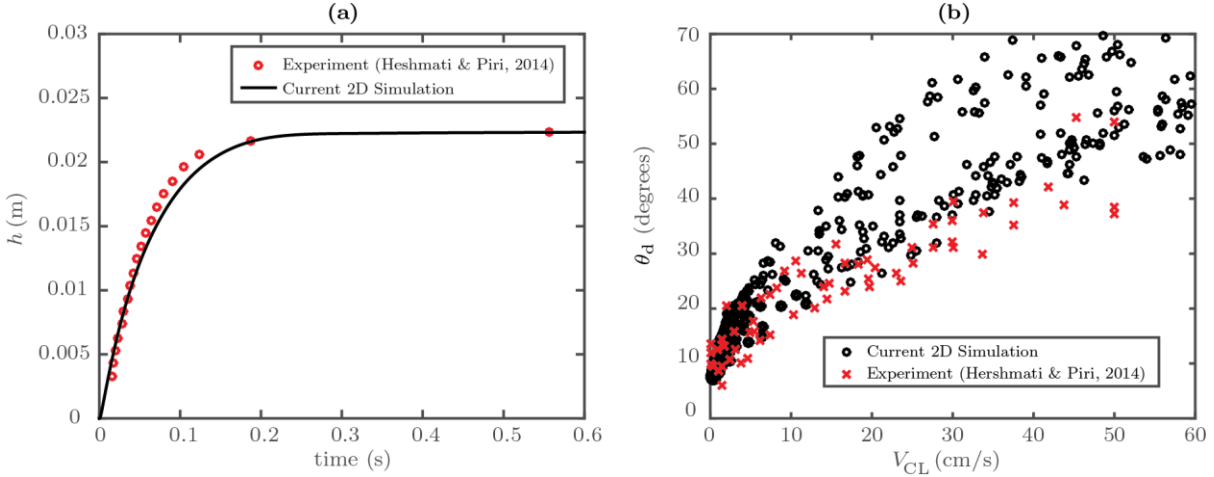 (a)
0.03
0.025
0.02
0.015
0.01
0.005
0
h (m)
0 0.1 0.2 0.3 0.4 0.5 0.6
time (s)
Experiment (Heshmati & Piri, 2014)
Current 2D Simulation
(b)
70
60
50
40
30
20
10
0
θd (degrees)
0 10 20 30 40 50 60
VCL (cm/s)
Current 2D Simulation
Experiment (Hershmati & Piri, 2014)